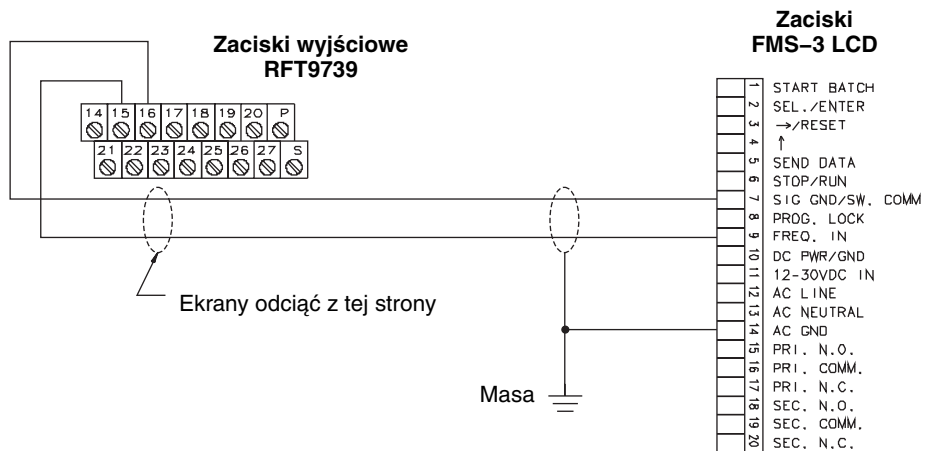 Zaciski wyjściowe
RFT9739
14 15 16 17 18 19 20 P
21 22 23 24 25 26 27 S
Ekrany odciąć z tej strony
Masa
Zaciski
FMS–3 LCD
1 START BATCH
2 SEL./ENTER
3 →/RESET
4 ↑
5 SEND DATA
6 STOP/RUN
7 SIG GND/SW. COMM
8 PROG. LOCK
9 FREQ. IN
10 DC PWR/GND
11 12-30VDC IN
12 AC LINE
13 AC NEUTRAL
14 AC GND
15 PRI. N.O.
16 PRI. COMM.
17 PRI. N.C.
18 SEC. N.O.
19 SEC. COMM.
20 SEC. N.C.